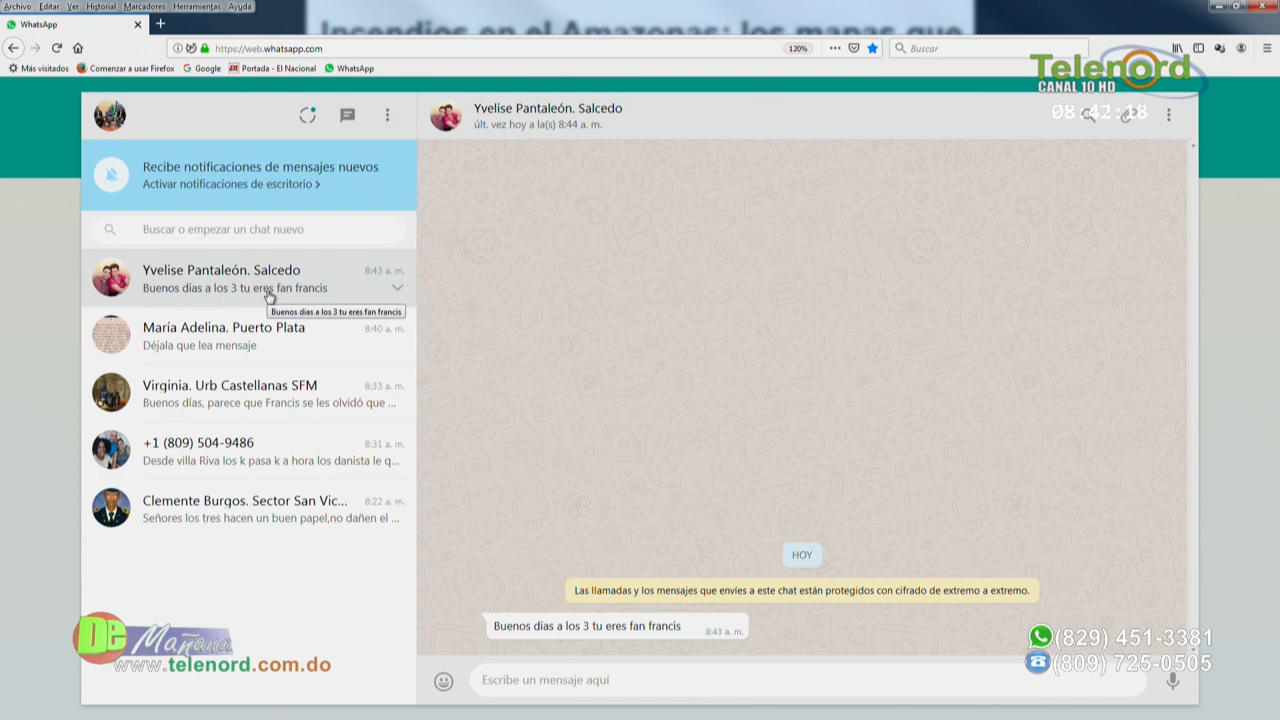 Archivo Editar Ver Historial Marcadores Herramientas Ayuda
WhatsApp
Incendios en el Amazonas: los mapas que
https://web.whatsapp.com
120%
Buscar
Más visitados Comenzar a usar Firefox Google Portada - El Nacional WhatsApp
Telenord
CANAL 10 HD
08:42:18
Yvelise Pantaleón. Salcedo
últ. vez hoy a la(s) 8:44 a. m.
Recibe notificaciones de mensajes nuevos
Activar notificaciones de escritorio >
Buscar o empezar un chat nuevo
Yvelise Pantaleón. Salcedo 8:43 a. m.
Buenos dias a los 3 tu eres fan francis
Buenos dias a los 3 tu eres fan francis
María Adelina. Puerto Plata 8:40 a. m.
Déjala que lea mensaje
Virginia. Urb Castellanas SFM 8:33 a. m.
Buenos días, parece que Francis se les olvidó que ...
+1 (809) 504-9486 8:31 a. m.
Desde villa Riva los k pasa k a hora los danista le q...
Clemente Burgos. Sector San Vic... 8:22 a. m.
Señores los tres hacen un buen papel,no dañen el ...
HOY
Las llamadas y los mensajes que envíes a este chat están protegidos con cifrado de extremo a extremo.
Buenos dias a los 3 tu eres fan francis 8:43 a. m.
Escribe un mensaje aquí
De Mañana
www.telenord.com.do
(829) 451-3381
(809) 725-0505